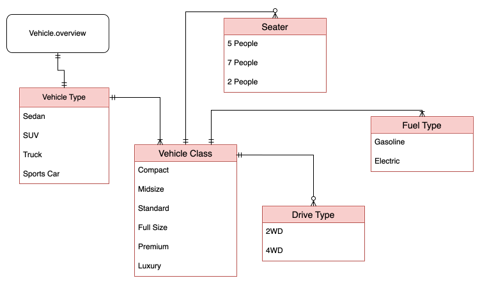 Vehicle.overview
Vehicle Type
Sedan
SUV
Truck
Sports Car
Seater
5 People
7 People
2 People
Vehicle Class
Compact
Midsize
Standard
Full Size
Premium
Luxury
Fuel Type
Gasoline
Electric
Drive Type
2WD
4WD